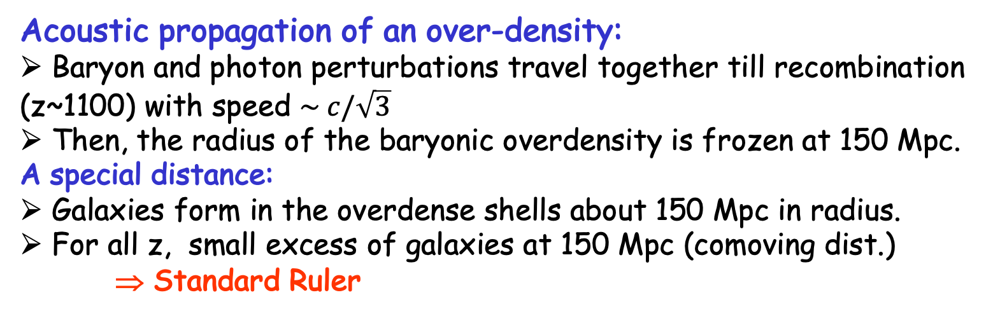 Acoustic propagation of an over-density:
➢ Baryon and photon perturbations travel together till recombination
(z~1100) with speed ~ c/√3
➢ Then, the radius of the baryonic overdensity is frozen at 150 Mpc.
A special distance:
➢ Galaxies form in the overdense shells about 150 Mpc in radius.
➢ For all z, small excess of galaxies at 150 Mpc (comoving dist.)
⇒ Standard Ruler